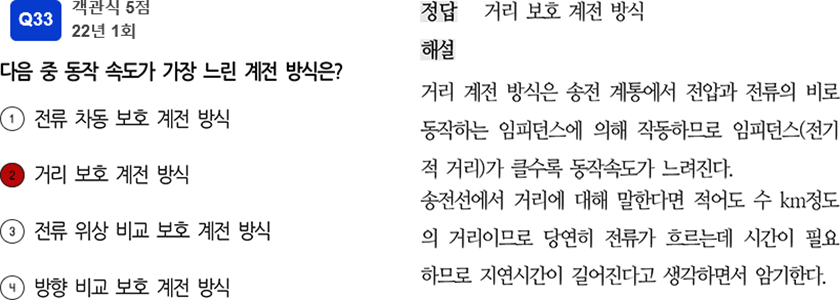 Q33
객관식 5점
22년 1회
다음 중 동작 속도가 가장 느린 계전 방식은?
1 전류 차동 보호 계전 방식
2 거리 보호 계전 방식
3 전류 위상 비교 보호 계전 방식
4 방향 비교 보호 계전 방식
정답 거리 보호 계전 방식
해설
거리 계전 방식은 송전 계통에서 전압과 전류의 비로
동작하는 임피던스에 의해 작동하므로 임피던스(전기
적 거리)가 클수록 동작속도가 느려진다.
송전선에서 거리에 대해 말한다면 적어도 수 km정도
의 거리이므로 당연히 전류가 흐르는데 시간이 필요
하므로 지연시간이 길어진다고 생각하면서 암기한다.